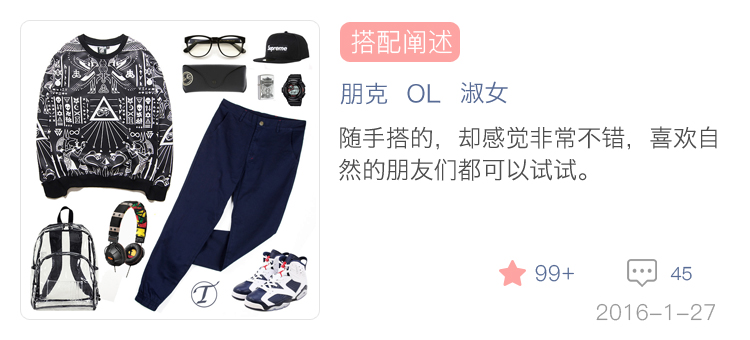 搭配阐述
朋克 OL 淑女
随手搭的，却感觉非常不错，喜欢自
然的朋友们都可以试试。
99+
45
2016-1-27
Supreme
T